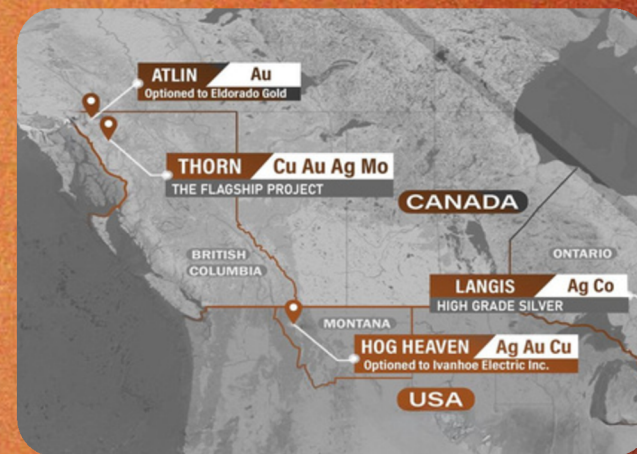 ATLIN Au
Optioned to Eldorado Gold
THORN Cu Au Ag Mo
THE FLAGSHIP PROJECT
CANADA
BRITISH
COLUMBIA
ONTARIO
LANGIS Ag Co
HIGH GRADE SILVER
MONTANA
HOG HEAVEN Ag Au Cu
Optioned to Ivanhoe Electric Inc.
USA